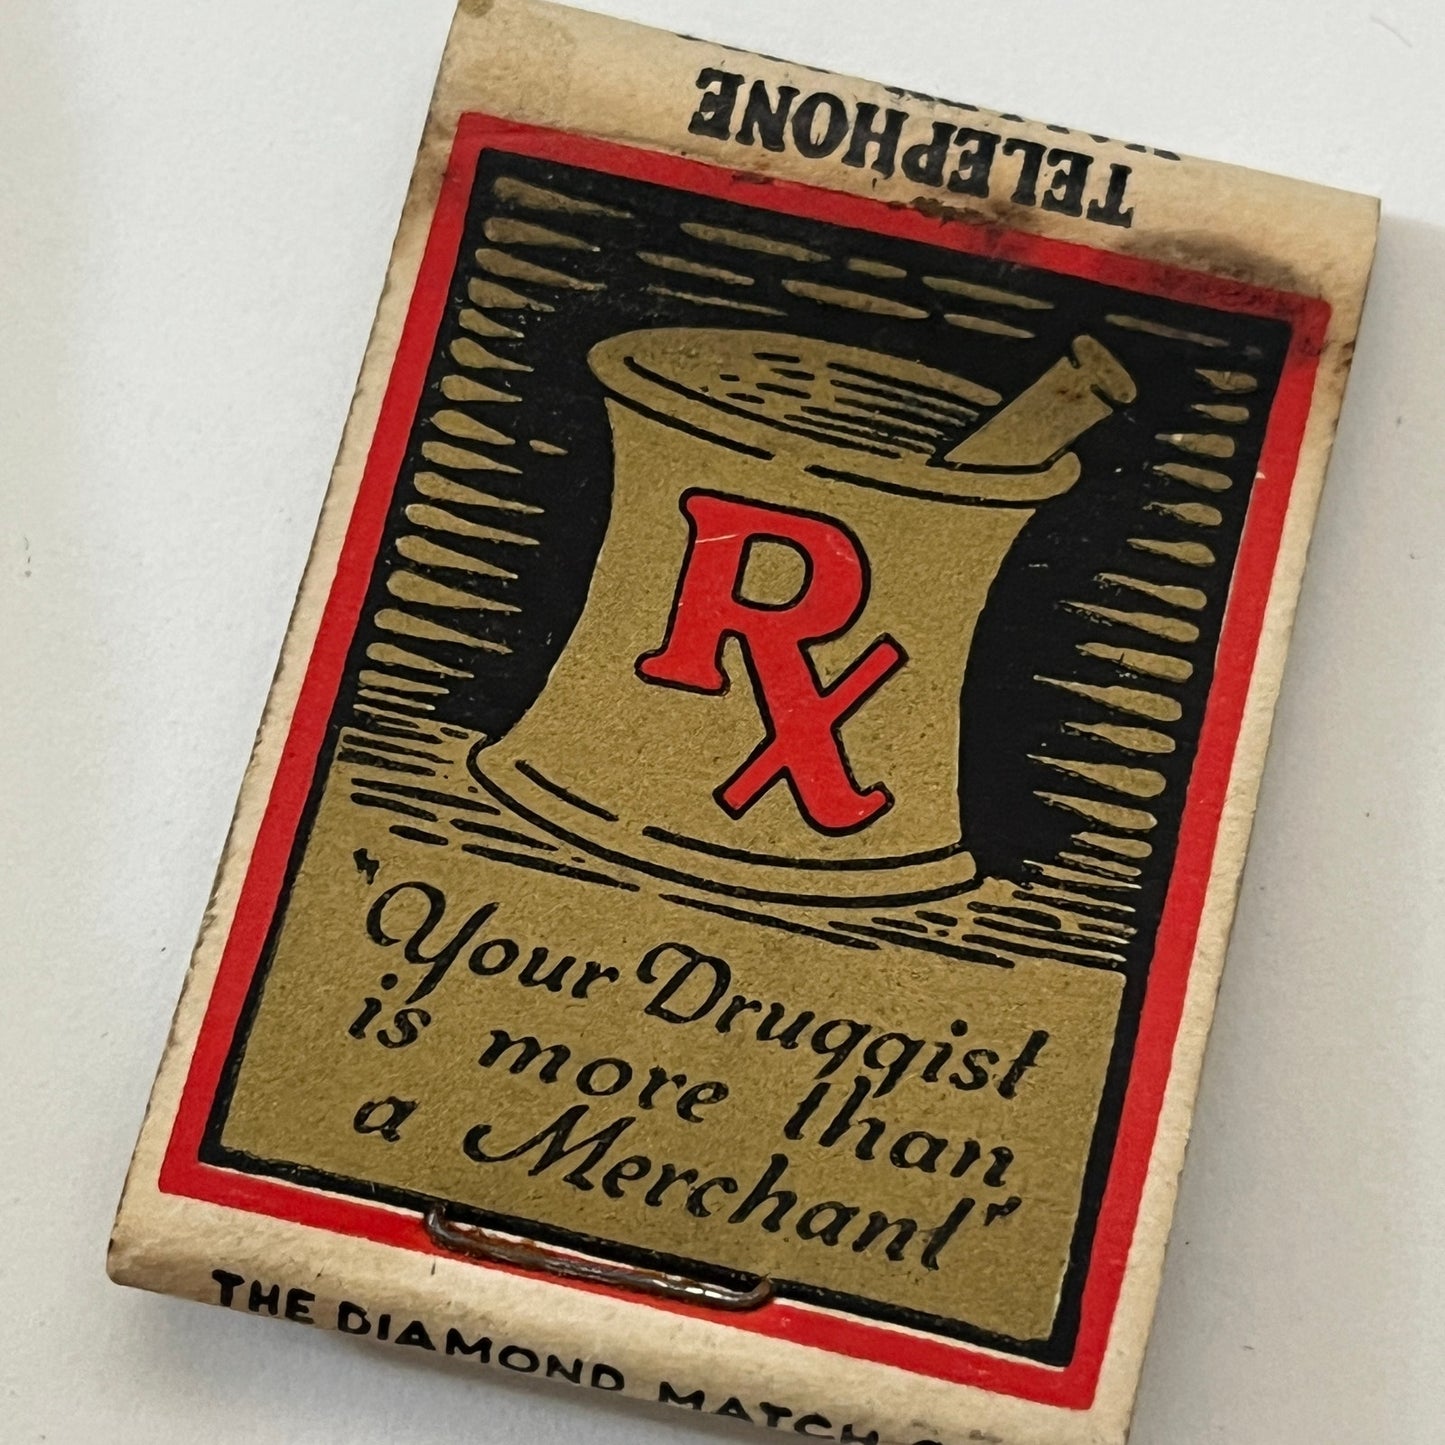 TELEPHONE
Rx
"Your Druggist
is more than
a Merchant"
THE DIAMOND MATCH